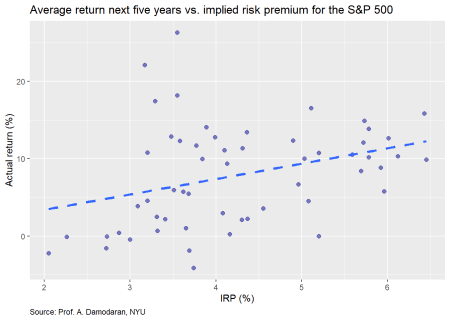 Average return next five years vs. implied risk premium for the S&P 500
Actual return (%)
20
10
0
2
3
4
5
6
IRP (%)
Source: Prof. A. Damodaran, NYU